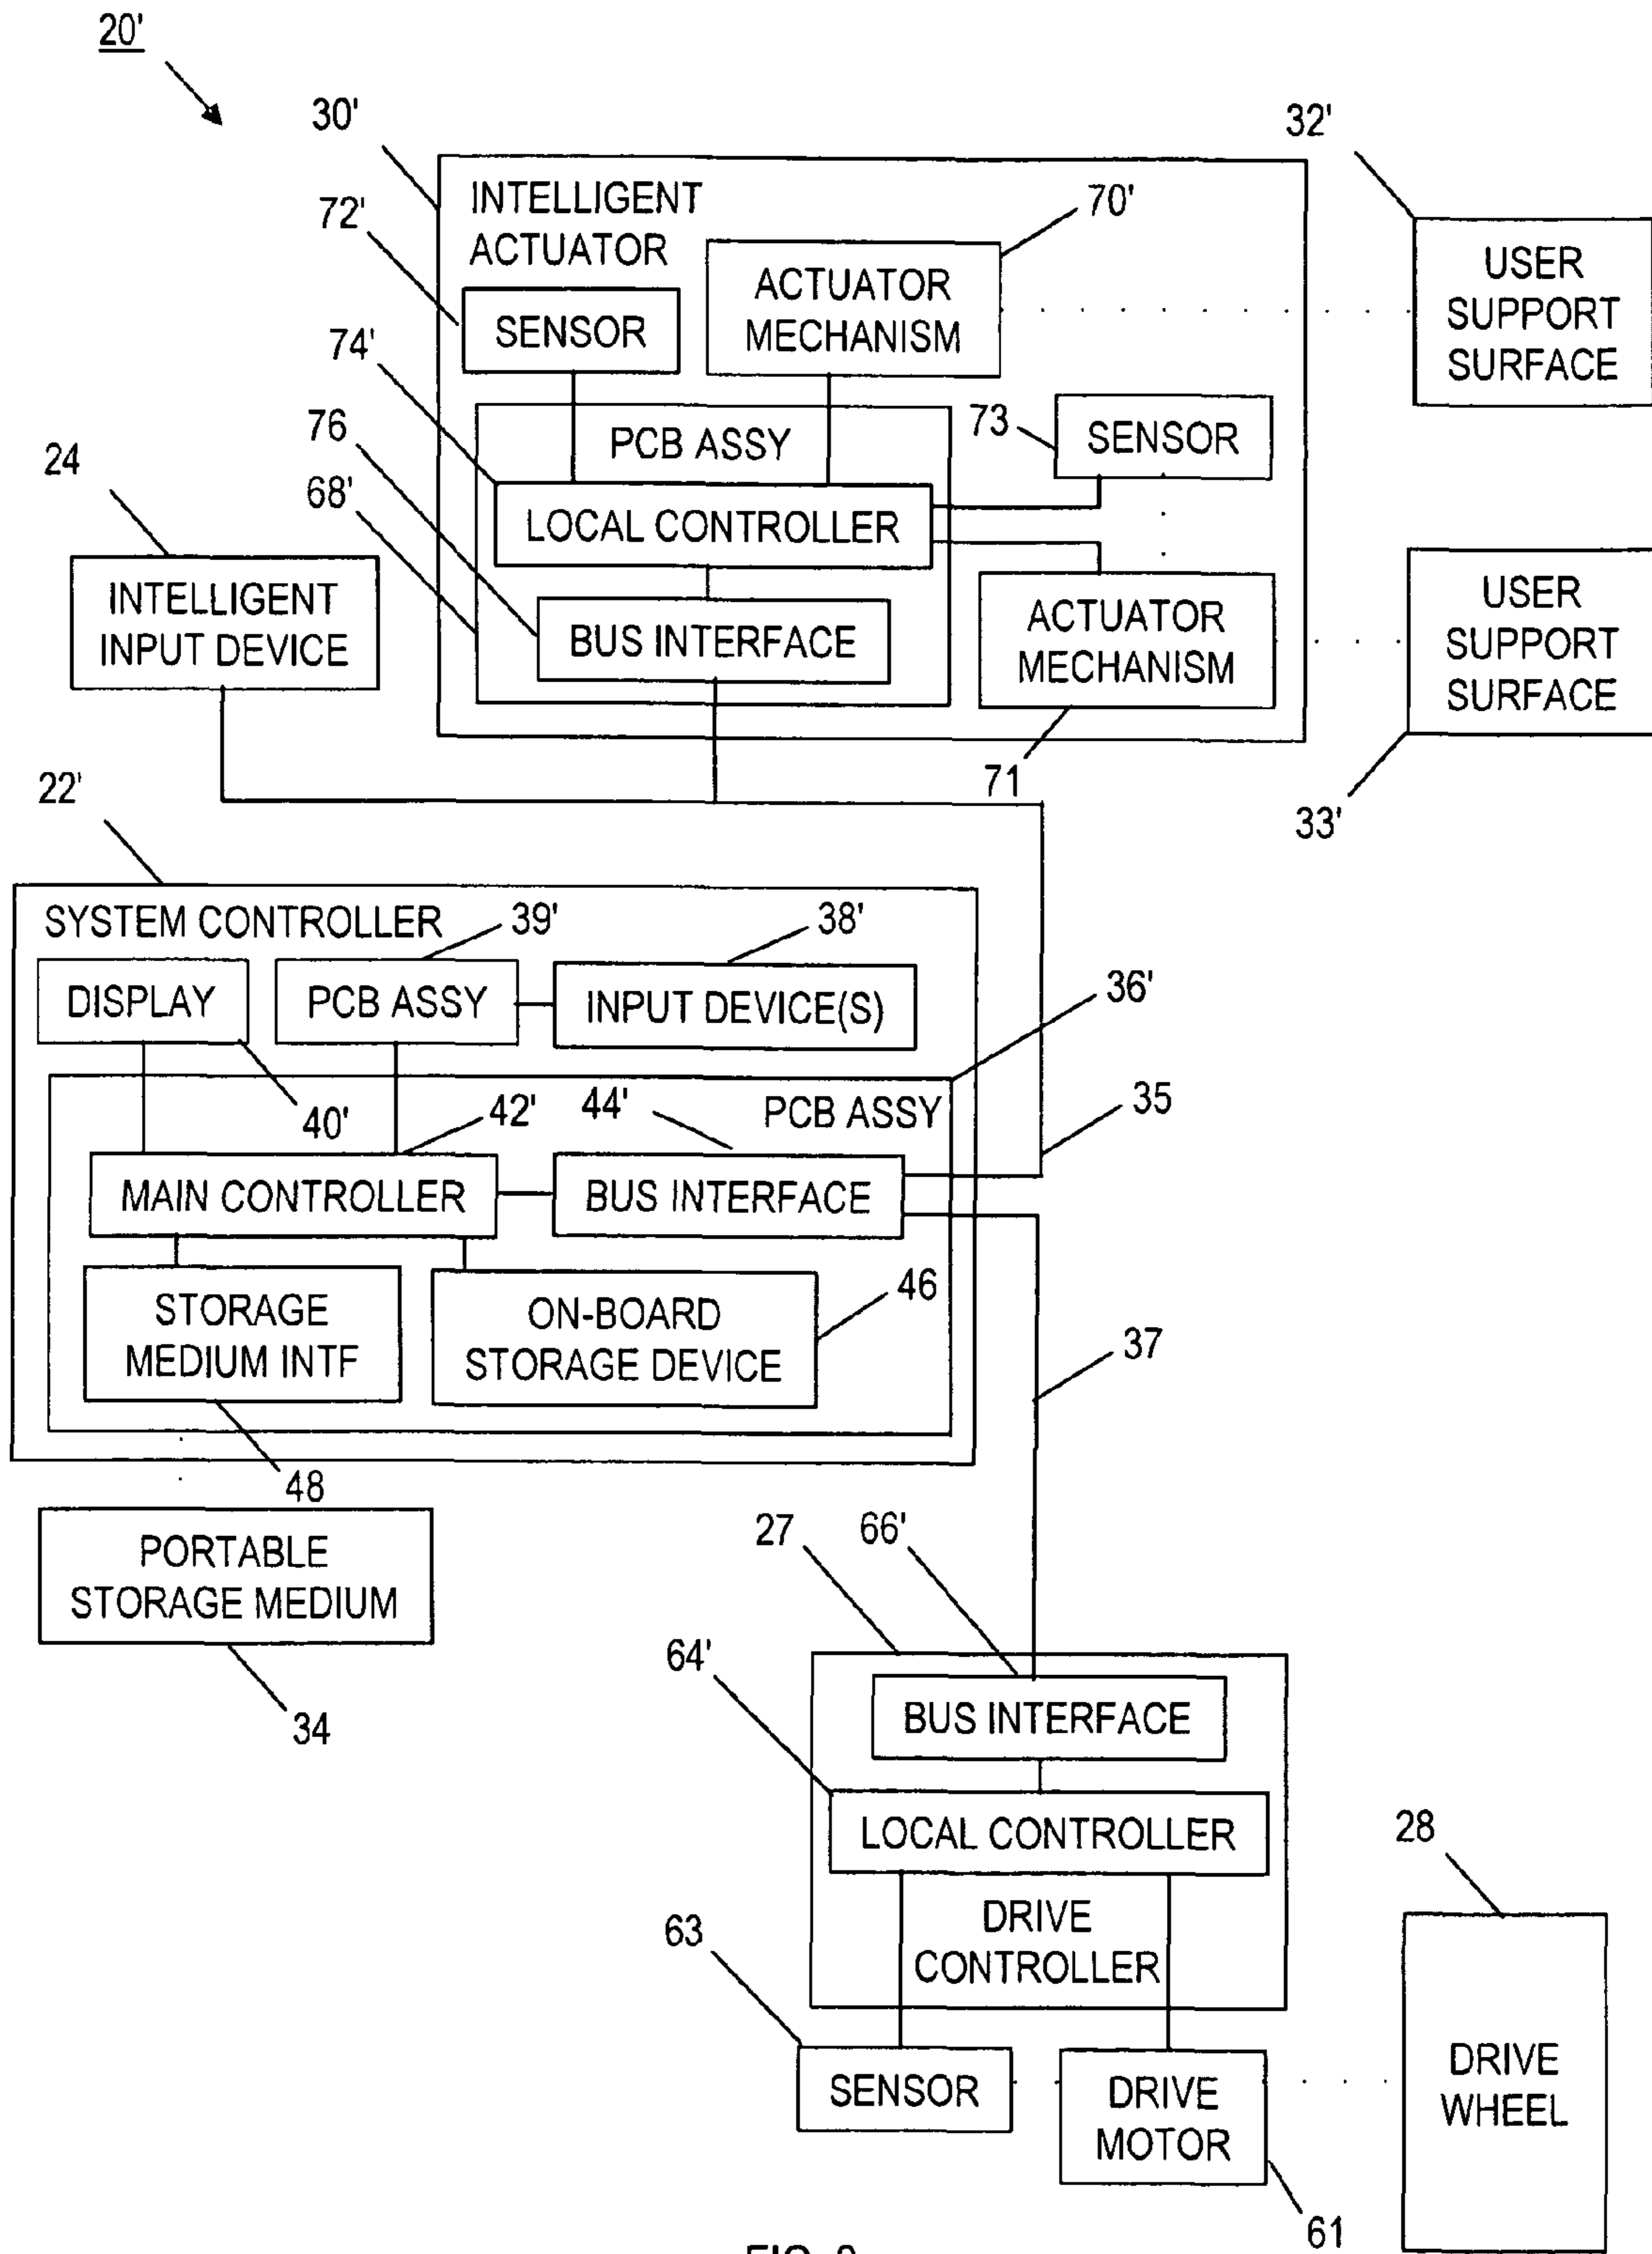 20'
30'
32'
INTELLIGENT
ACTUATOR
70'
72'
ACTUATOR
MECHANISM
USER
SUPPORT
SURFACE
SENSOR
74'
76
PCB ASSY
73
SENSOR
24
68'
LOCAL CONTROLLER
INTELLIGENT
INPUT DEVICE
BUS INTERFACE
ACTUATOR
MECHANISM
USER
SUPPORT
SURFACE
71
22'
33'
SYSTEM CONTROLLER
39'
38'
DISPLAY
PCB ASSY
INPUT DEVICE(S)
36'
40'
42'
44'
PCB ASSY
35
MAIN CONTROLLER
BUS INTERFACE
STORAGE
MEDIUM INTF
ON-BOARD
STORAGE DEVICE
46
37
48
PORTABLE
STORAGE MEDIUM
34
27
66'
BUS INTERFACE
64'
LOCAL CONTROLLER
28
DRIVE
CONTROLLER
63
SENSOR
DRIVE
MOTOR
DRIVE
WHEEL
61